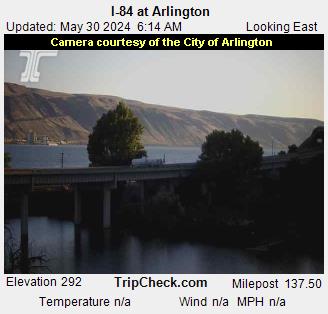 I-84 at Arlington
Updated: May 30 2024 6:14 AM Looking East
Camera courtesy of the City of Arlington
Elevation 292 TripCheck.com Milepost 137.50
Temperature n/a Wind n/a MPH n/a